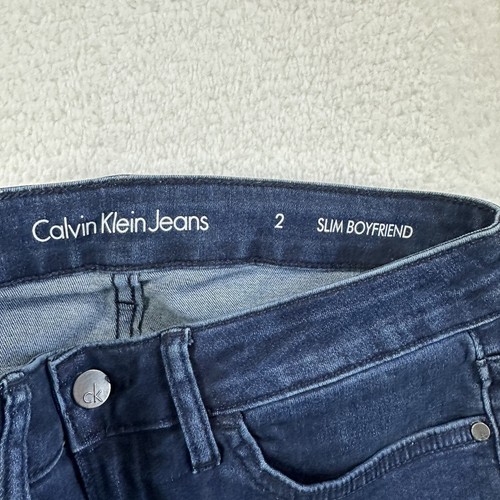 Calvin Klein Jeans 2 SLIM BOYFRIEND
ck